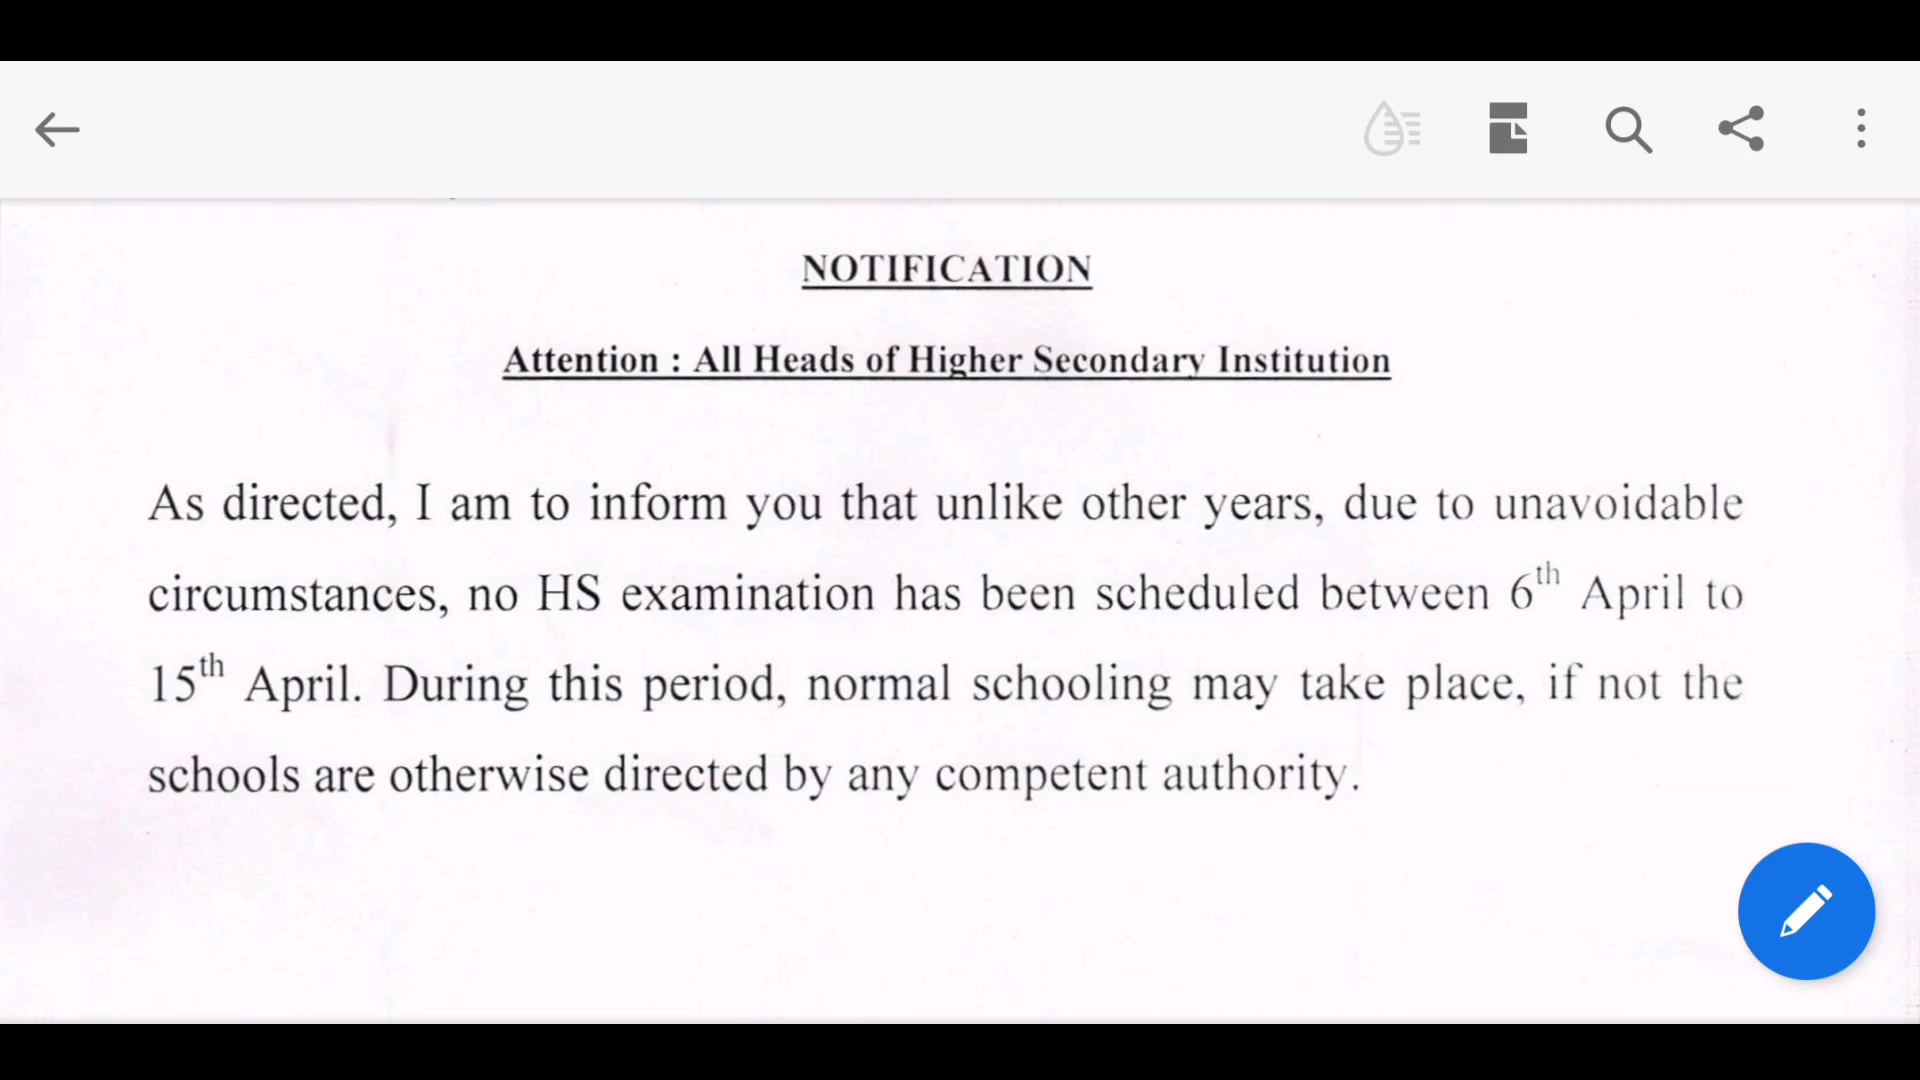 NOTIFICATION
Attention : All Heads of Higher Secondary Institution
As directed, I am to inform you that unlike other years, due to unavoidable
circumstances, no HS examination has been scheduled between 6th April to
15th April. During this period, normal schooling may take place, if not the
schools are otherwise directed by any competent authority.